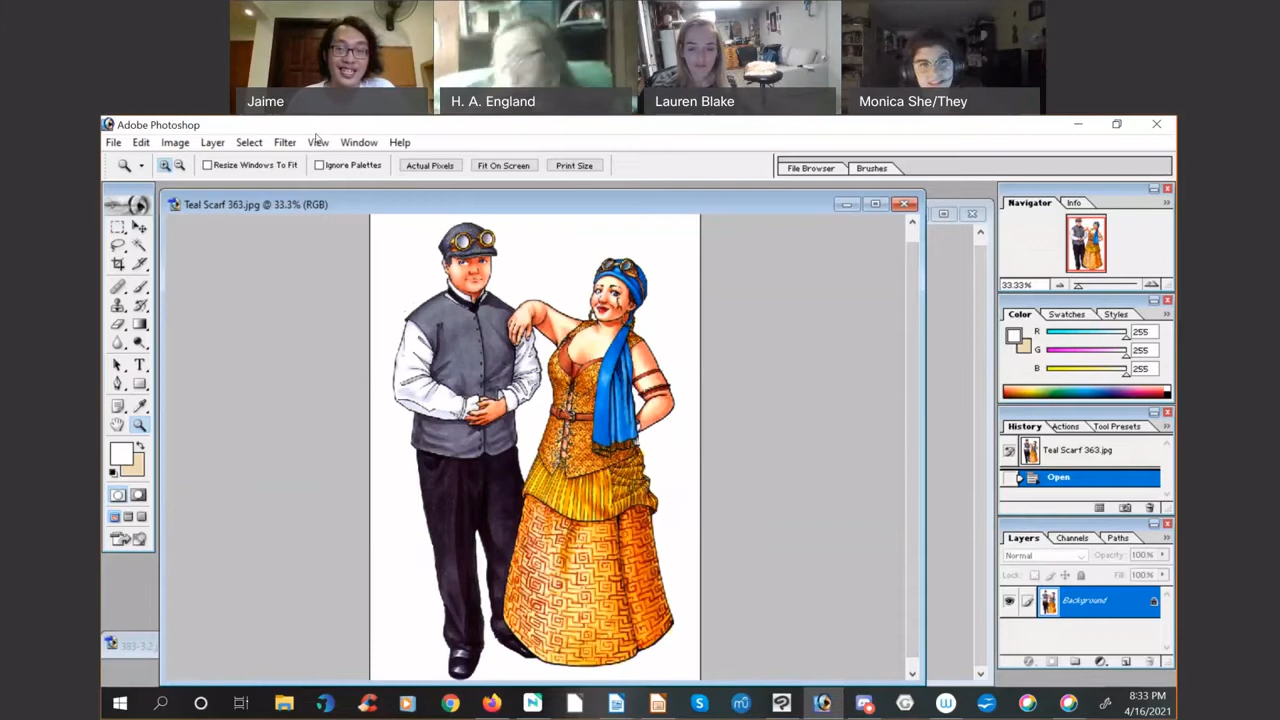 Jaime
H. A. England
Lauren Blake
Monica She/They
Adobe Photoshop
File Edit Image Layer Select Filter View Window Help
Resize Windows To Fit Ignore Palettes Actual Pixels Fit On Screen Print Size File Browser Brushes
Teal Scarf 363.jpg @ 33.3% (RGB)
Navigator Info
33.33%
Color Swatches Styles
R 255
G 255
B 255
History Actions Tool Presets
Teal Scarf 363.jpg
Open
Layers Channels Paths
Normal Opacity: 100%
Lock: Fill: 100%
Background
383-3.2
8:33 PM
4/16/2021